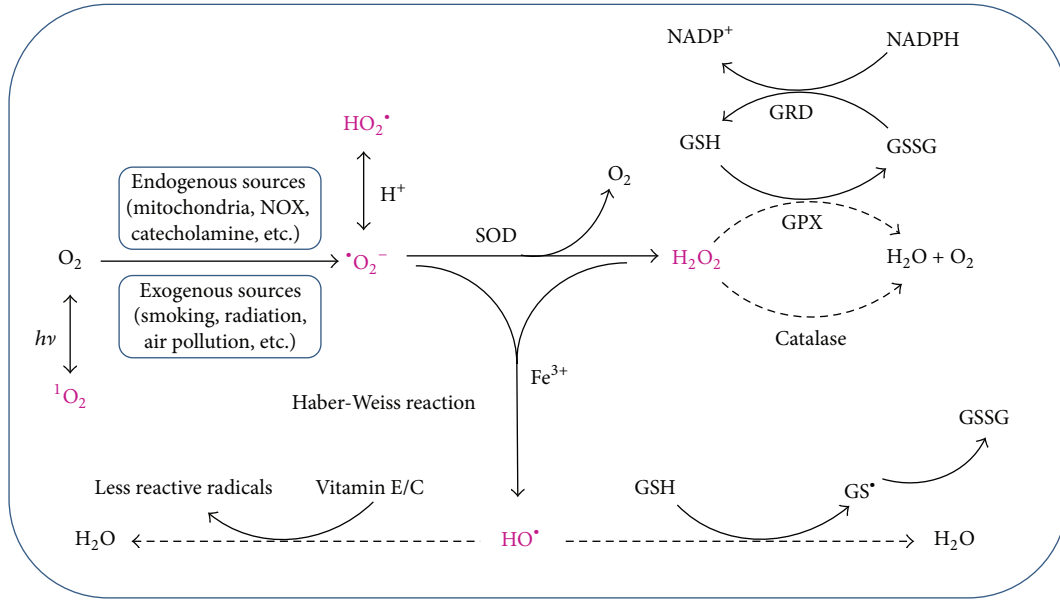 NADP⁺
NADPH
GRD
GSH
GSSG
HO₂•
H⁺
Endogenous sources
(mitochondria, NOX,
catecholamine, etc.)
O₂
SOD
GPX
O₂
•O₂⁻
H₂O₂
H₂O + O₂
Exogenous sources
(smoking, radiation,
air pollution, etc.)
hν
Catalase
¹O₂
Fe³⁺
Haber-Weiss reaction
GSSG
Less reactive radicals
Vitamin E/C
GSH
GS•
H₂O
HO•
H₂O